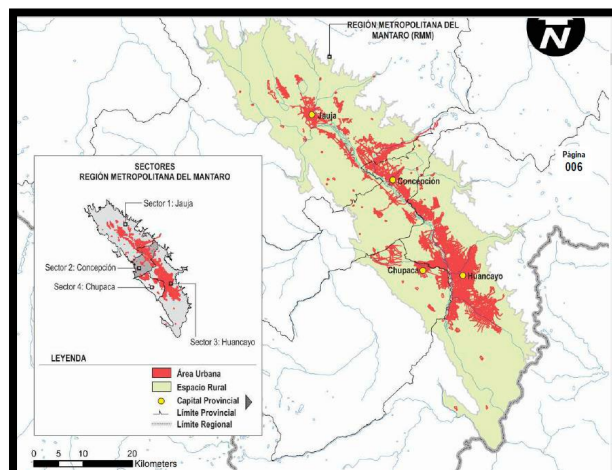 REGIÓN METROPOLITANA DEL
MANTARO (RMM)
N
Jauja
Página
006
Concepción
Chupaca
Huancayo
SECTORES
REGIÓN METROPOLITANA DEL MANTARO
Sector 1: Jauja
Sector 2: Concepción
Sector 4: Chupaca
Sector 3: Huancayo
LEYENDA
Área Urbana
Espacio Rural
Capital Provincial
Límite Provincial
Límite Regional
0 5 10 20
Kilometers